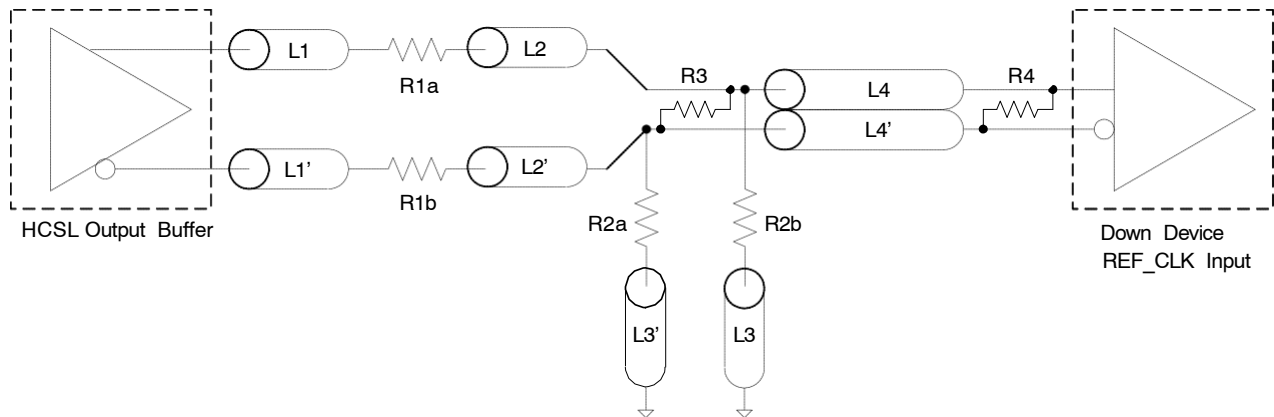 L1
R1a
L2
R3
L4
R4
L4'
L1'
R1b
L2'
R2a
R2b
HCSL Output Buffer
Down Device
REF_CLK Input
L3'
L3